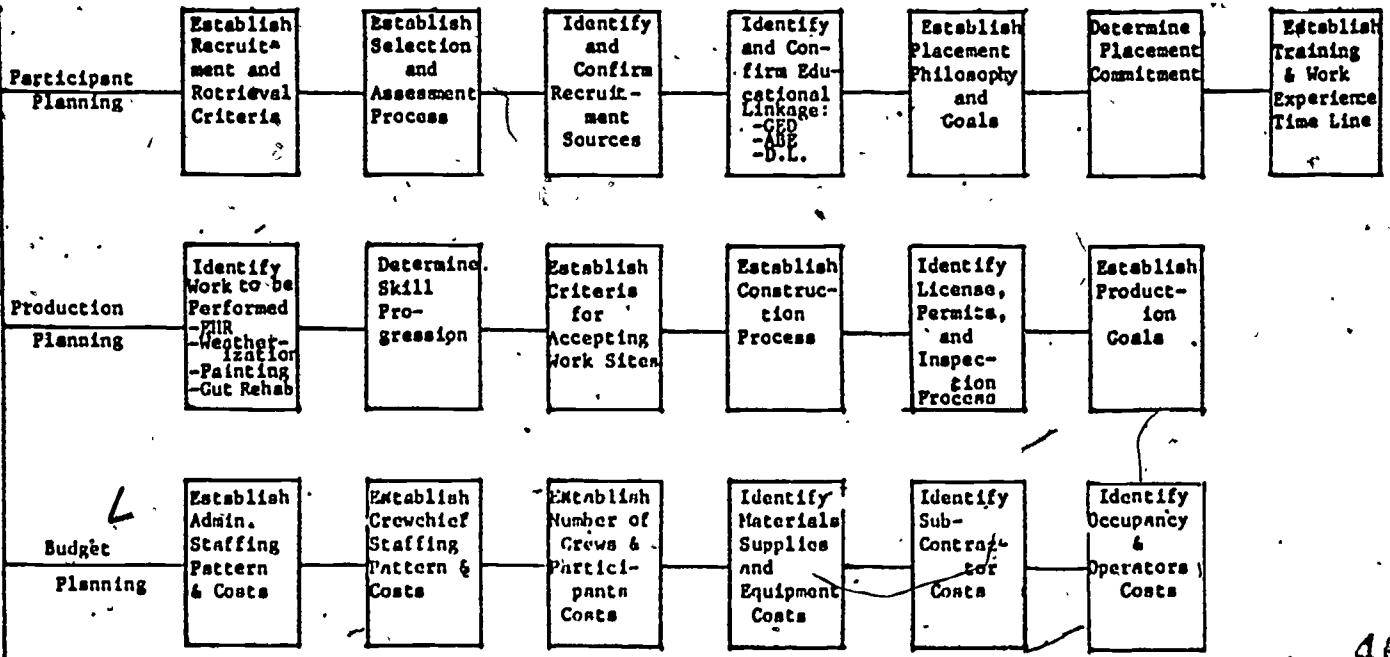 Participant
Planning
Establish
Recruit-
ment and
Rotrieval
Criteria
Establish
Selection
and
Assessment
Process
Identify
and
Confirm
Recruit-
ment
Sources
Identify
and Con-
firm Edu-
cational
Linkage:
-GED
-ABE
-D.L.
Establish
Placement
Philosophy
and
Goals
Determine
Placement
Commitment
Establish
Training
& Work
Experience
Time Line
Production
Planning
Identify
Work to be
Performed
-Weather-
ization
-Painting
-Gut Rehab
Determine
Skill
Pro-
gression
Establish
Criteria
for
Accepting
Work Sites
Establish
Construc-
tion
Process
Identify
License,
Permits,
and
Inspec-
tion
Process
Establish
Product-
ion
Goals
Budget
Planning
Establish
Admin.
Staffing
Pattern
& Costs
Establish
Crewchief
Staffing
Pattern &
Costs
Establish
Number of
Crews &
Partici-
pants
Costs
Identify
Materials
Supplies
and
Equipment
Costs
Identify
Sub-
Contrac-
tor
Costs
Identify
Occupancy
&
Operators
Costs